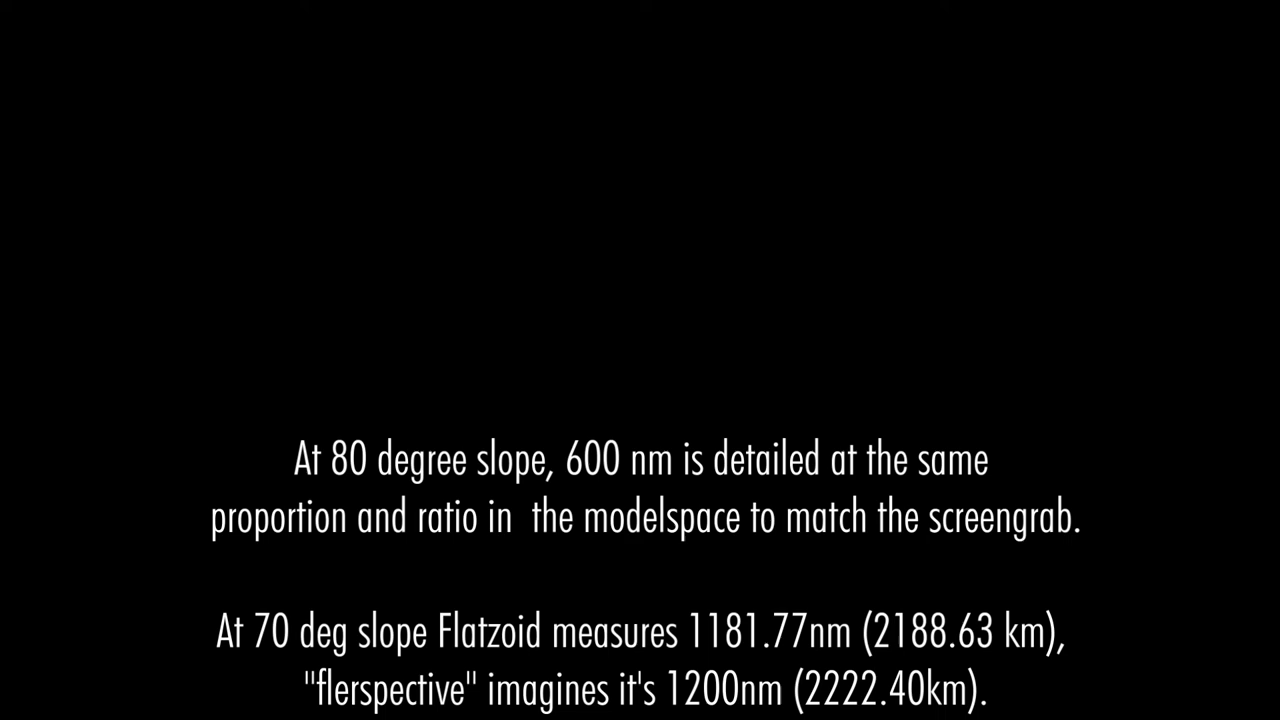 At 80 degree slope, 600 nm is detailed at the same
proportion and ratio in  the modelspace to match the screengrab.
At 70 deg slope Flatzoid measures 1181.77nm (2188.63 km),
"flerspective" imagines it's 1200nm (2222.40km).